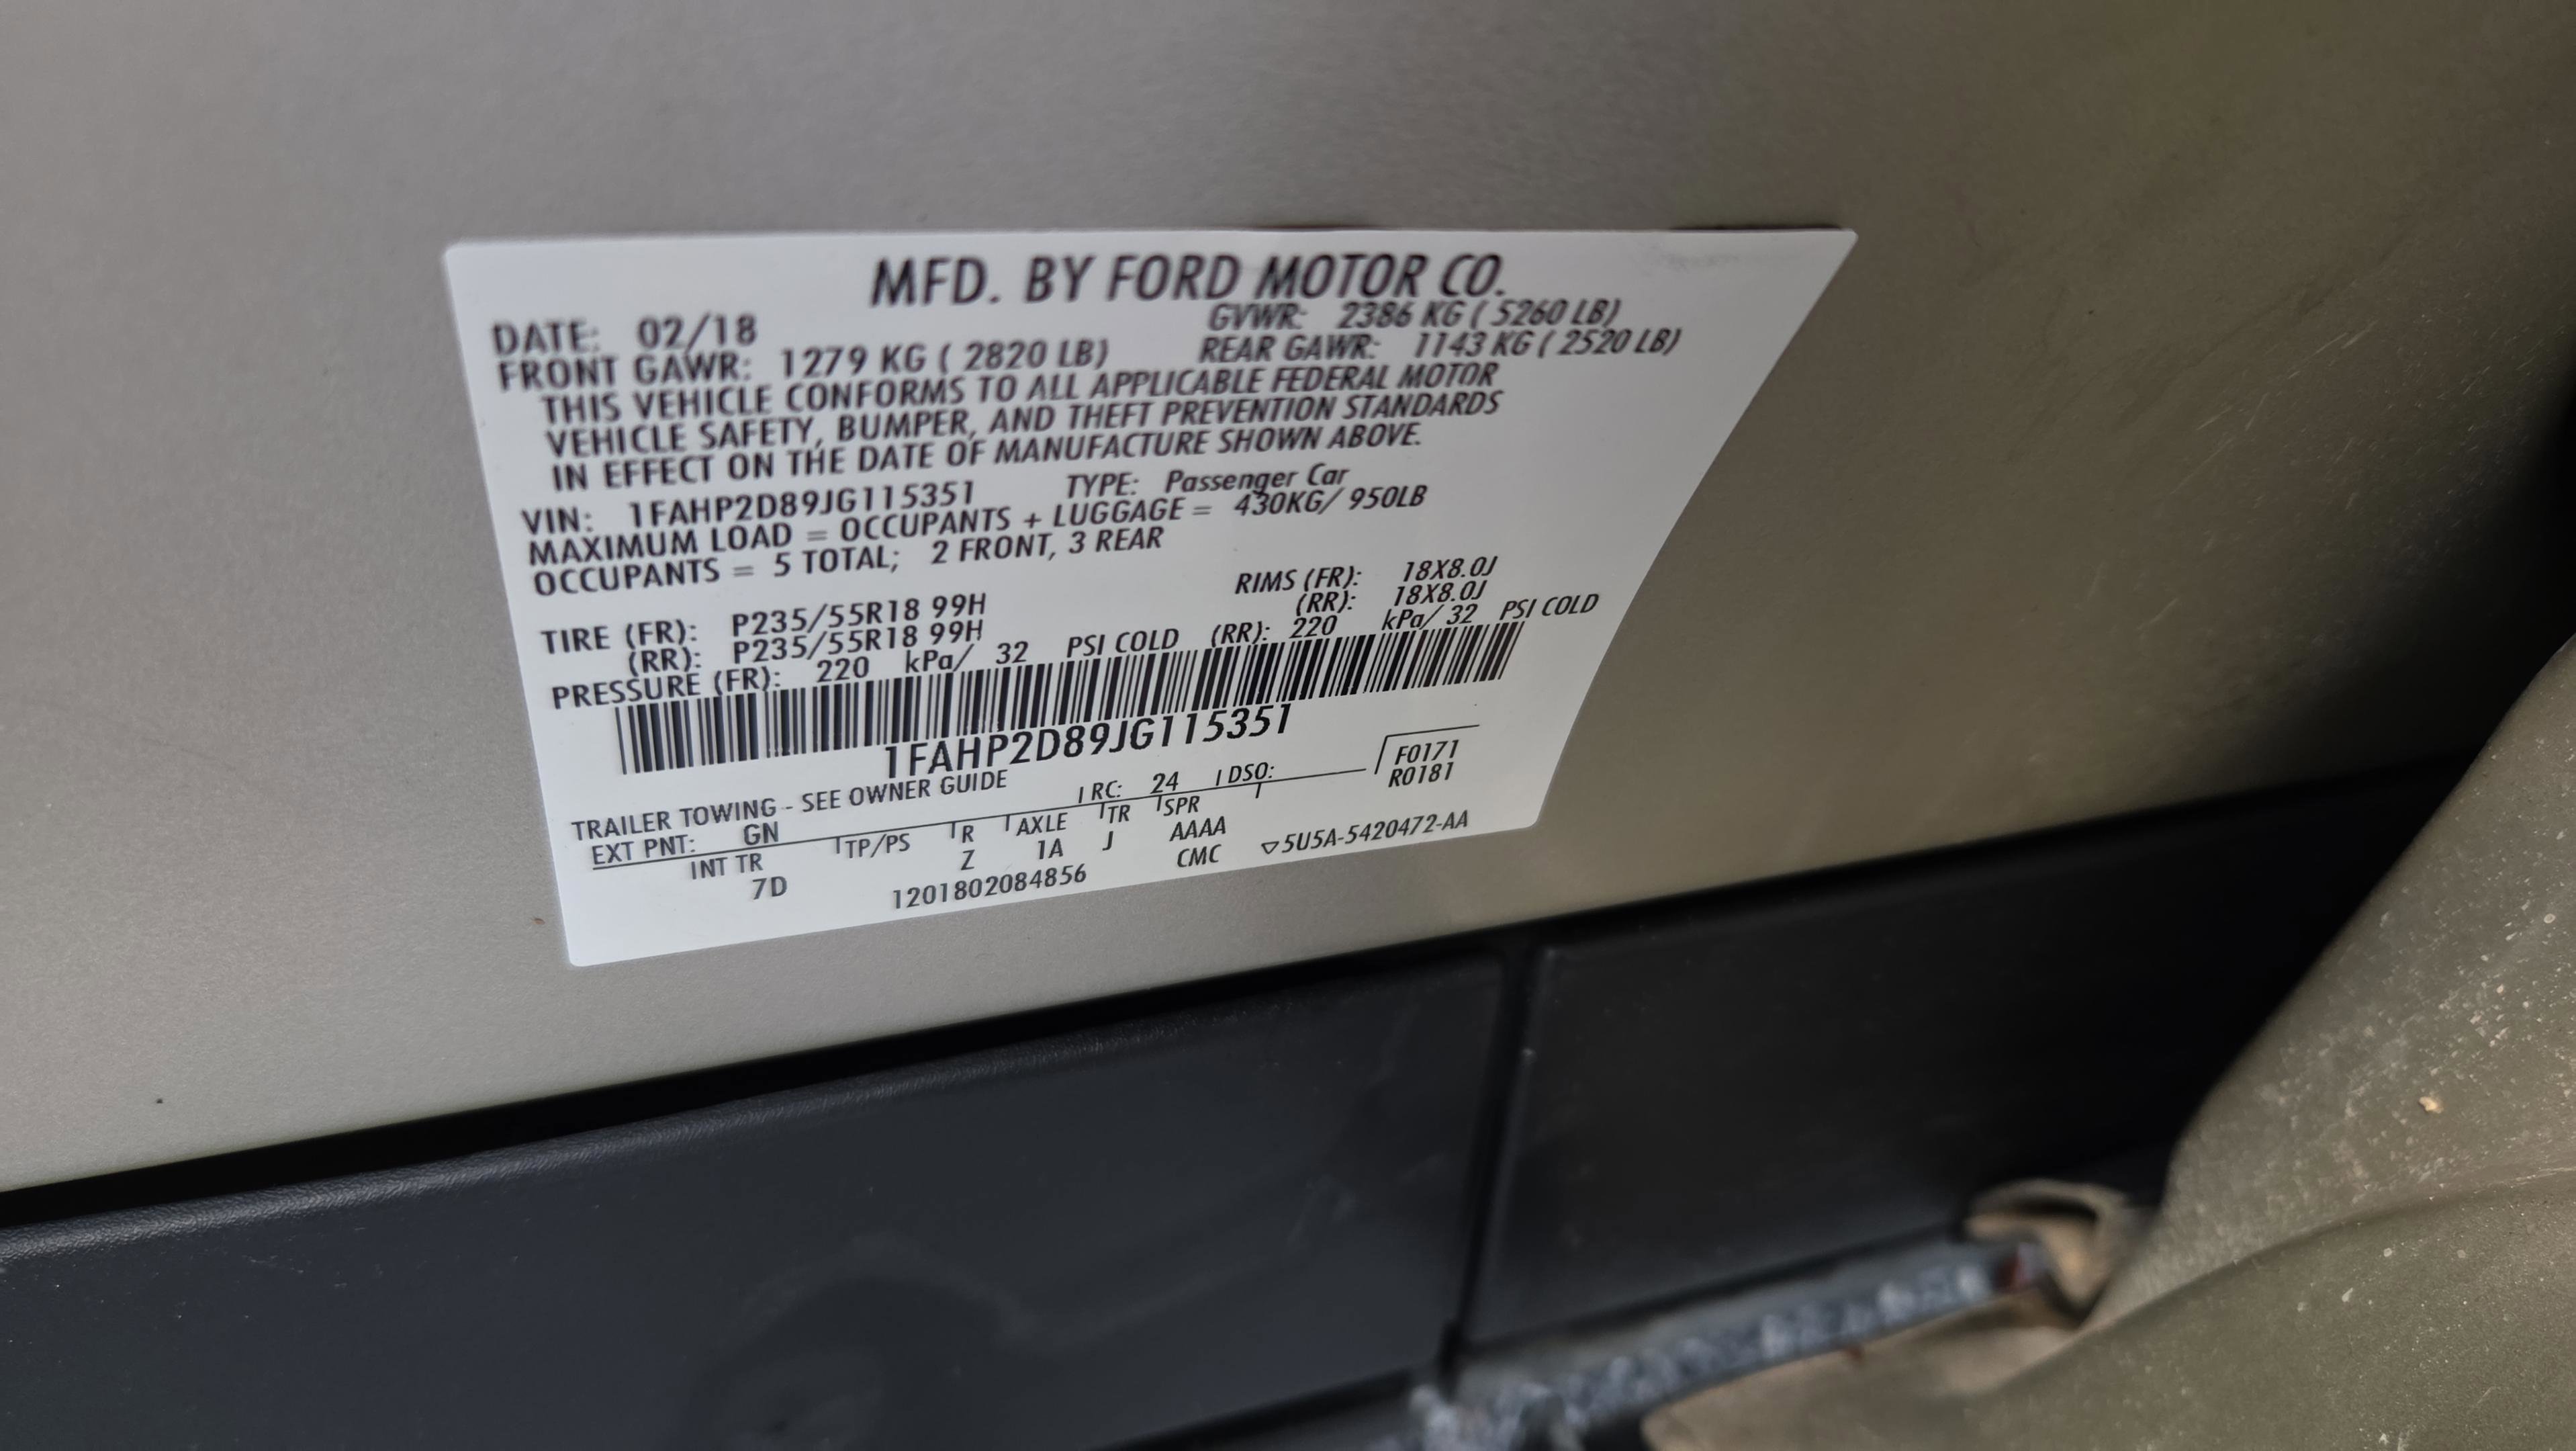 MFD. BY FORD MOTOR CO.
DATE: 02/18 GVWR: 2386 KG ( 5260 LB)
FRONT GAWR: 1279 KG ( 2820 LB) REAR GAWR: 1143 KG ( 2520 LB)
THIS VEHICLE CONFORMS TO ALL APPLICABLE FEDERAL MOTOR
VEHICLE SAFETY, BUMPER, AND THEFT PREVENTION STANDARDS
IN EFFECT ON THE DATE OF MANUFACTURE SHOWN ABOVE.
VIN: 1FAHP2D89JG115351 TYPE: Passenger Car
MAXIMUM LOAD = OCCUPANTS + LUGGAGE = 430KG/ 950LB
OCCUPANTS = 5 TOTAL; 2 FRONT, 3 REAR
TIRE (FR): P235/55R18 99H RIMS (FR): 18X8.0J
(RR): P235/55R18 99H (RR): 18X8.0J
PRESSURE (FR): 220 kPa/ 32 PSI COLD (RR): 220 kPa/ 32 PSI COLD
1FAHP2D89JG115351
TRAILER TOWING - SEE OWNER GUIDE
EXT PNT: GN RC: 24 DSO: F0171
R0181
INT TR TP/PS R AXLE TR SPR
7D Z 1A J AAAA
1201802084856 CMC ▽5U5A-5420472-AA